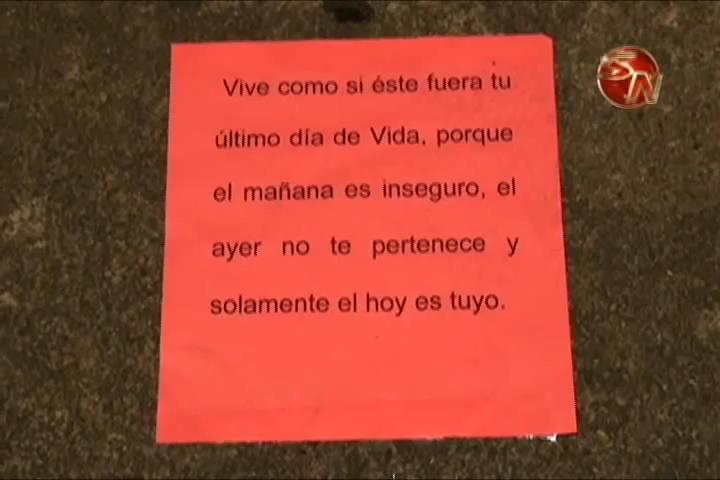 Vive como si éste fuera tu
último día de Vida, porque
el mañana es inseguro, el
ayer no te pertenece y
solamente el hoy es tuyo.
SN